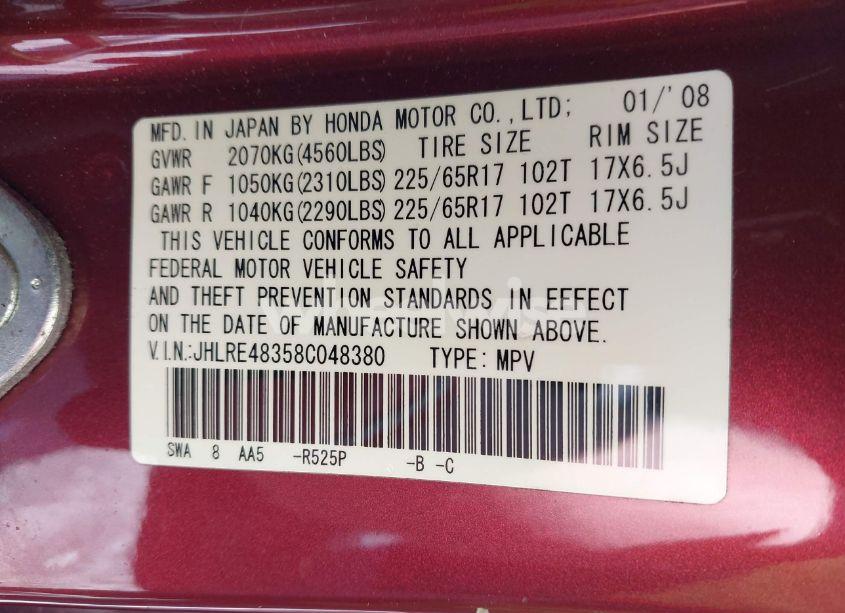 MFD. IN JAPAN BY HONDA MOTOR CO., LTD; 01/'08
GVWR 2070KG(4560LBS) TIRE SIZE RIM SIZE
GAWR F 1050KG(2310LBS) 225/65R17 102T 17X6.5J
GAWR R 1040KG(2290LBS) 225/65R17 102T 17X6.5J
THIS VEHICLE CONFORMS TO ALL APPLICABLE
FEDERAL MOTOR VEHICLE SAFETY
AND THEFT PREVENTION STANDARDS IN EFFECT
ON THE DATE OF MANUFACTURE SHOWN ABOVE.
V.I.N.:JHLRE48358C048380 TYPE: MPV
SWA 8 AA5 -R525P -B -C